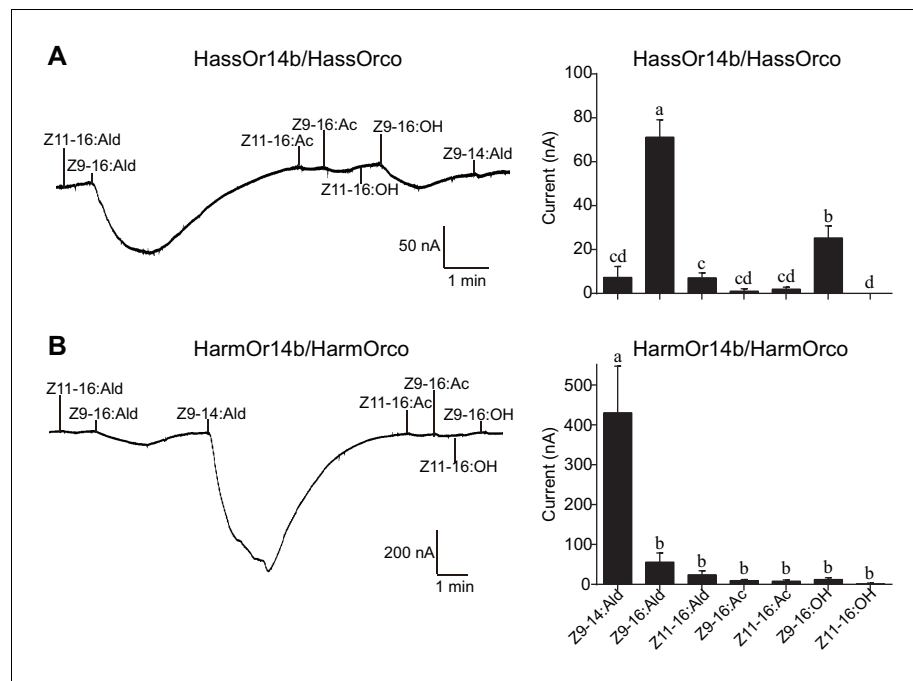 A
HassOr14b/HassOrco
Z11-16:Ald
Z9-16:Ald
Z11-16:Ac
Z9-16:Ac
Z9-16:OH
Z11-16:OH
Z9-14:Ald
50 nA
1 min
HassOr14b/HassOrco
Current (nA)
100
80
60
40
20
0
cd
a
c
cd
cd
b
d
B
HarmOr14b/HarmOrco
Z11-16:Ald
Z9-16:Ald
Z9-14:Ald
Z11-16:Ac
Z9-16:Ac
Z9-16:OH
Z11-16:OH
200 nA
1 min
HarmOr14b/HarmOrco
Current (nA)
500
400
300
200
100
0
a
b
b
b
b
b
b
Z9-14:Ald
Z9-16:Ald
Z11-16:Ald
Z9-16:Ac
Z11-16:Ac
Z9-16:OH
Z11-16:OH